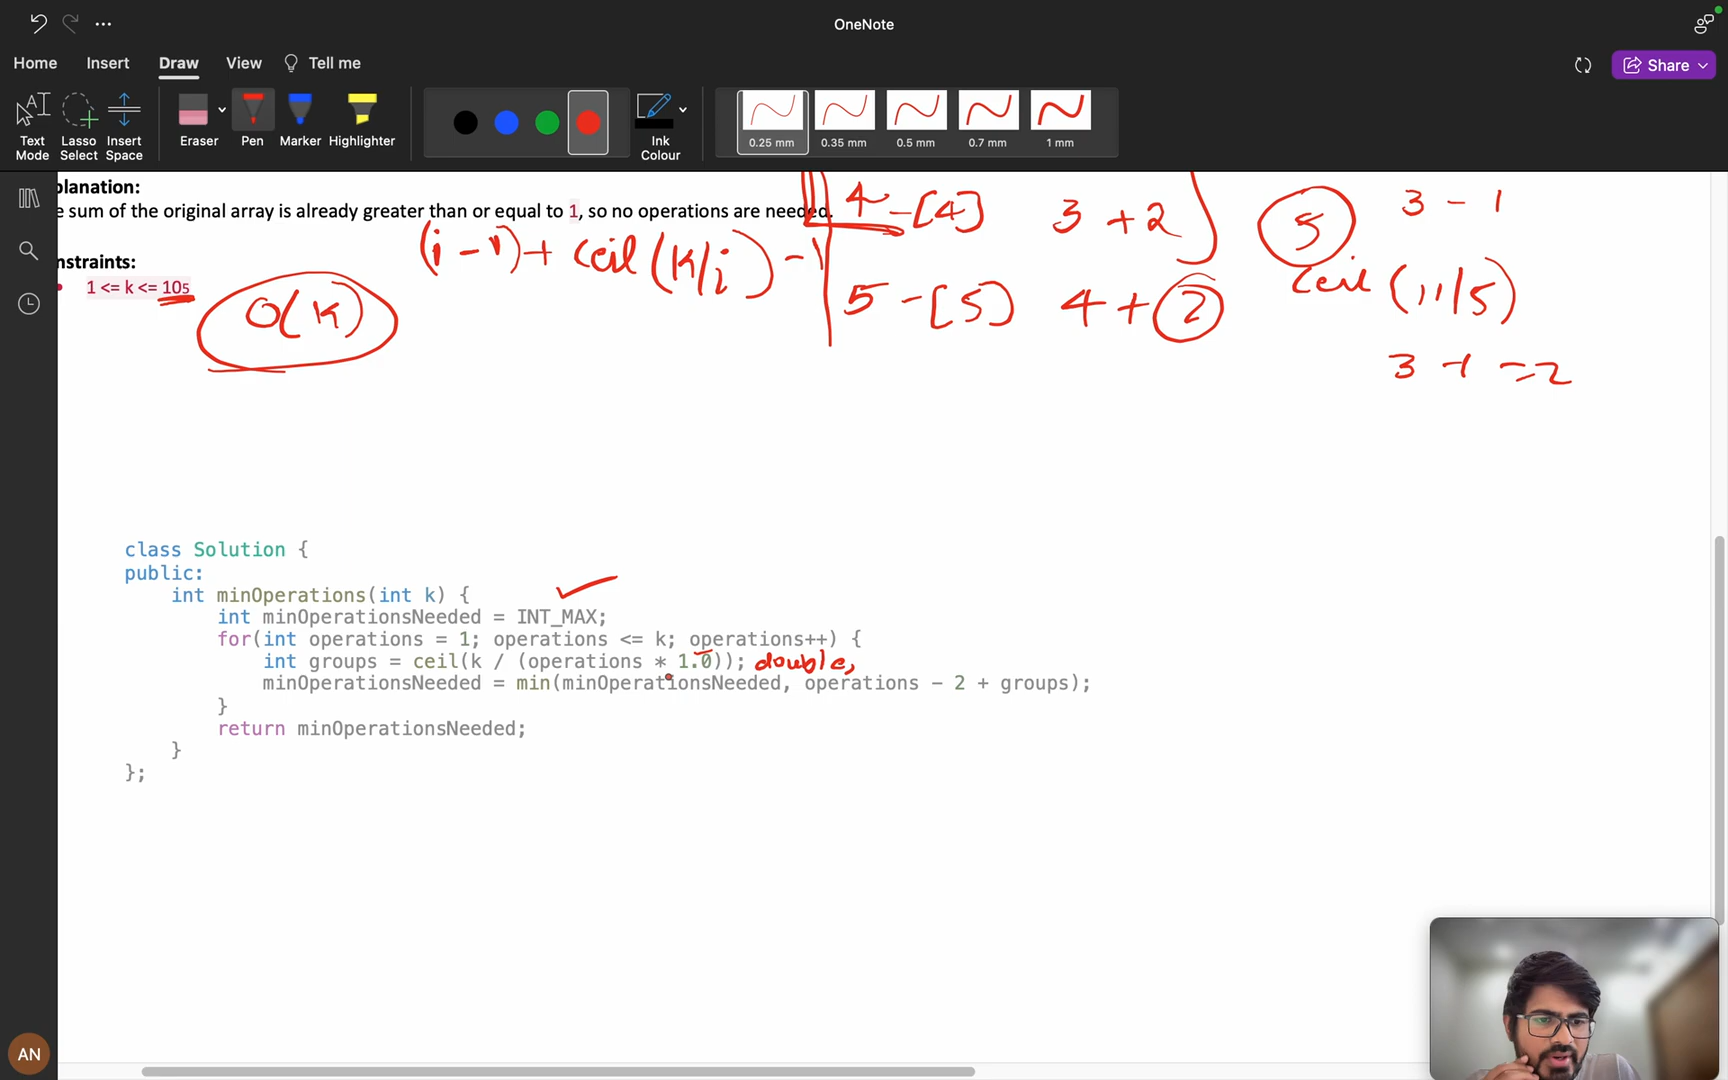 OneNote
Home Insert Draw View Tell me
Share
Text Mode
Lasso Select
Insert Space
Eraser
Pen
Marker
Highlighter
Ink Colour
0.25 mm
0.35 mm
0.5 mm
0.7 mm
1 mm
planation:
e sum of the original array is already greater than or equal to 1, so no operations are needed.
nstraints:
1 <= k <= 105
O(k)
(i - 1) + ceil (k/i) - 1
4 - [4] 3 + 2
5 - [5] 4 + 2
5
3 - 1
ceil (11/5)
3 - 1 = 2
class Solution {
public:
int minOperations(int k) {
int minOperationsNeeded = INT_MAX;
for(int operations = 1; operations <= k; operations++) {
int groups = ceil(k / (operations * 1.0)); double,
minOperationsNeeded = min(minOperationsNeeded, operations - 2 + groups);
}
return minOperationsNeeded;
}
};
AN